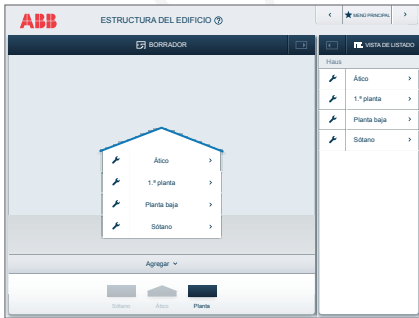 ABB
ESTRUCTURA DEL EDIFICIO ?
MENÚ PRINCIPAL
BORRADOR
VISTA DE LISTADO
Haus
Ático
1.ª planta
Planta baja
Sótano
Ático
1.ª planta
Planta baja
Sótano
Agregar
Sótano
Ático
Planta